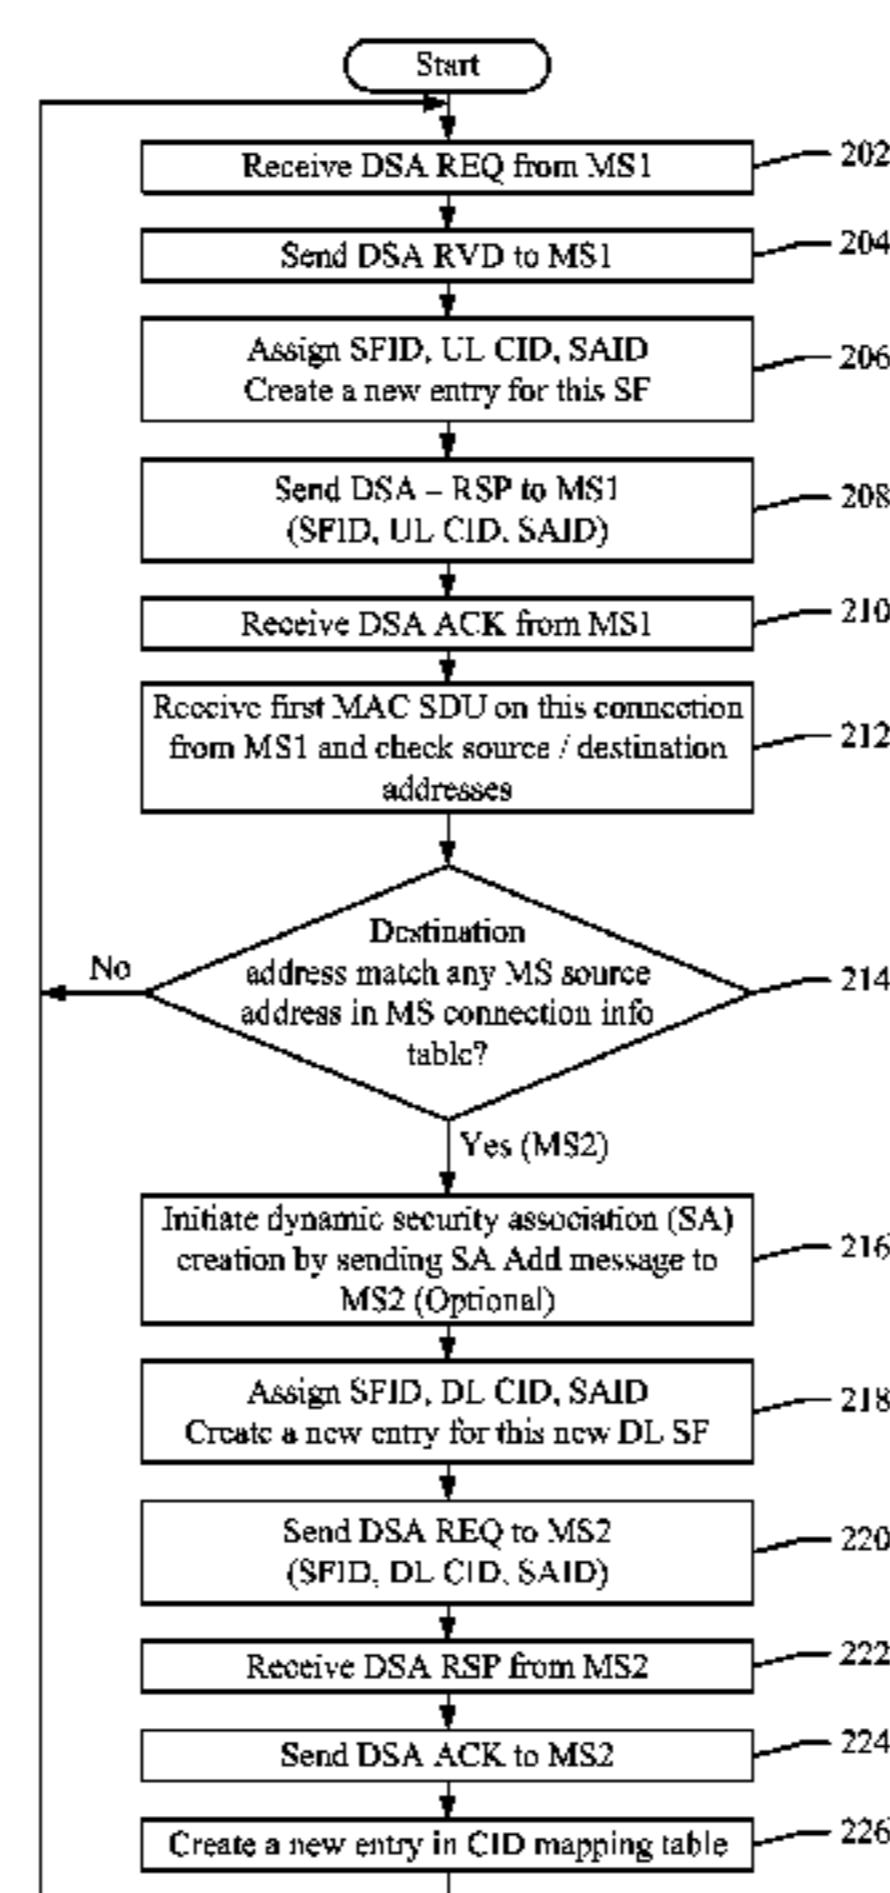 Start
Receive DSA REQ from MS1
202
Send DSA RVD to MS1
204
Assign SFID, UL CID, SAID
Create a new entry for this SF
206
Send DSA – RSP to MS1
(SFID, UL CID, SAID)
208
Receive DSA ACK from MS1
210
Receive first MAC SDU on this connection
from MS1 and check source / destination
addresses
212
Destination
address match any MS source
address in MS connection info
table?
214
No
Yes (MS2)
Initiate dynamic security association (SA)
creation by sending SA Add message to
MS2 (Optional)
216
Assign SFID, DL CID, SAID
Create a new entry for this new DL SF
218
Send DSA REQ to MS2
(SFID, DL CID, SAID)
220
Receive DSA RSP from MS2
222
Send DSA ACK to MS2
224
Create a new entry in CID mapping table
226